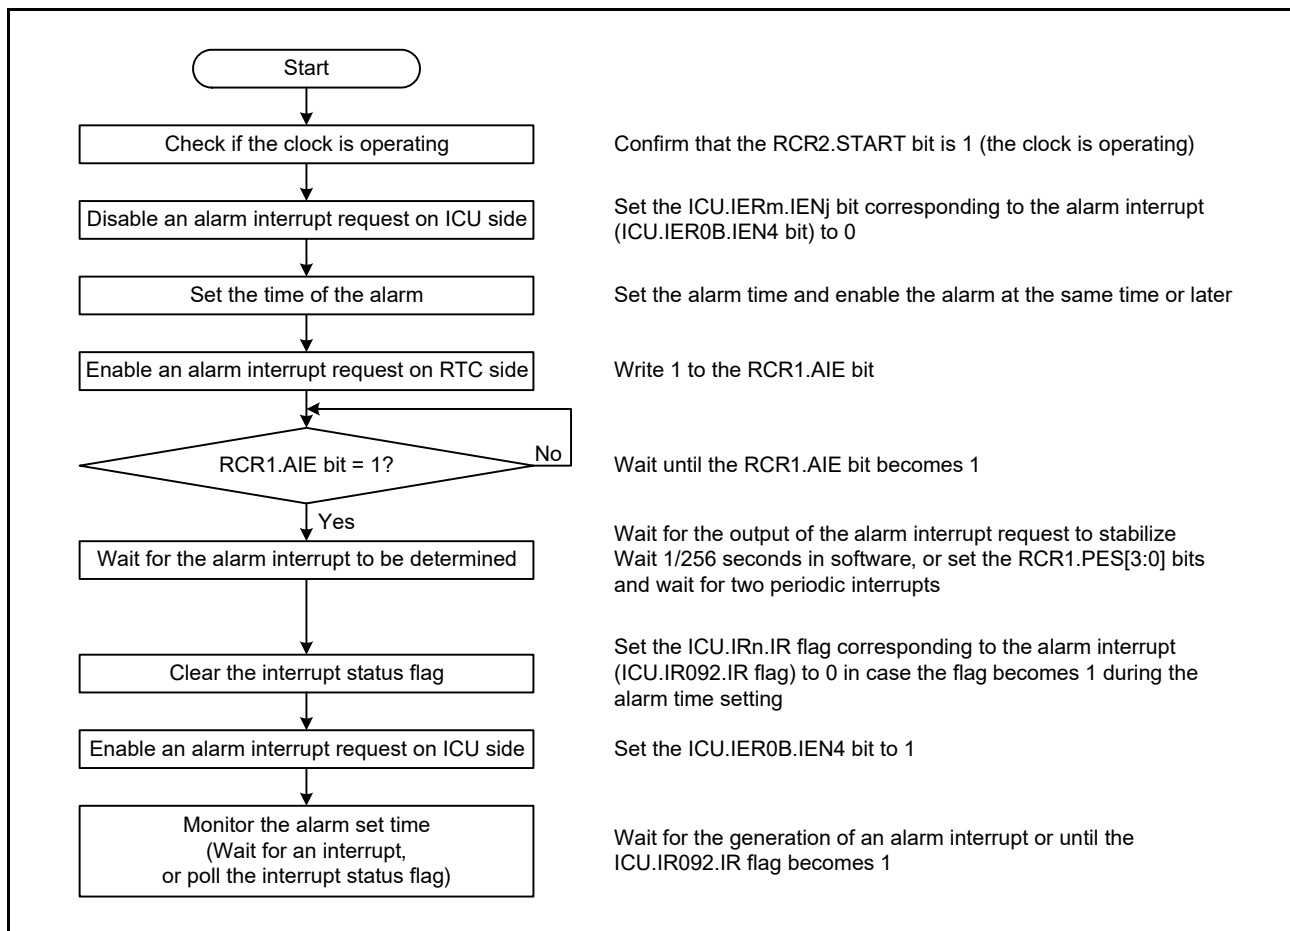 Start
Check if the clock is operating
Confirm that the RCR2.START bit is 1 (the clock is operating)
Disable an alarm interrupt request on ICU side
Set the ICU.IERm.IENj bit corresponding to the alarm interrupt
(ICU.IER0B.IEN4 bit) to 0
Set the time of the alarm
Set the alarm time and enable the alarm at the same time or later
Enable an alarm interrupt request on RTC side
Write 1 to the RCR1.AIE bit
RCR1.AIE bit = 1?
No
Wait until the RCR1.AIE bit becomes 1
Yes
Wait for the alarm interrupt to be determined
Wait for the output of the alarm interrupt request to stabilize
Wait 1/256 seconds in software, or set the RCR1.PES[3:0] bits
and wait for two periodic interrupts
Clear the interrupt status flag
Set the ICU.IRn.IR flag corresponding to the alarm interrupt
(ICU.IR092.IR flag) to 0 in case the flag becomes 1 during the
alarm time setting
Enable an alarm interrupt request on ICU side
Set the ICU.IER0B.IEN4 bit to 1
Monitor the alarm set time
(Wait for an interrupt,
or poll the interrupt status flag)
Wait for the generation of an alarm interrupt or until the
ICU.IR092.IR flag becomes 1